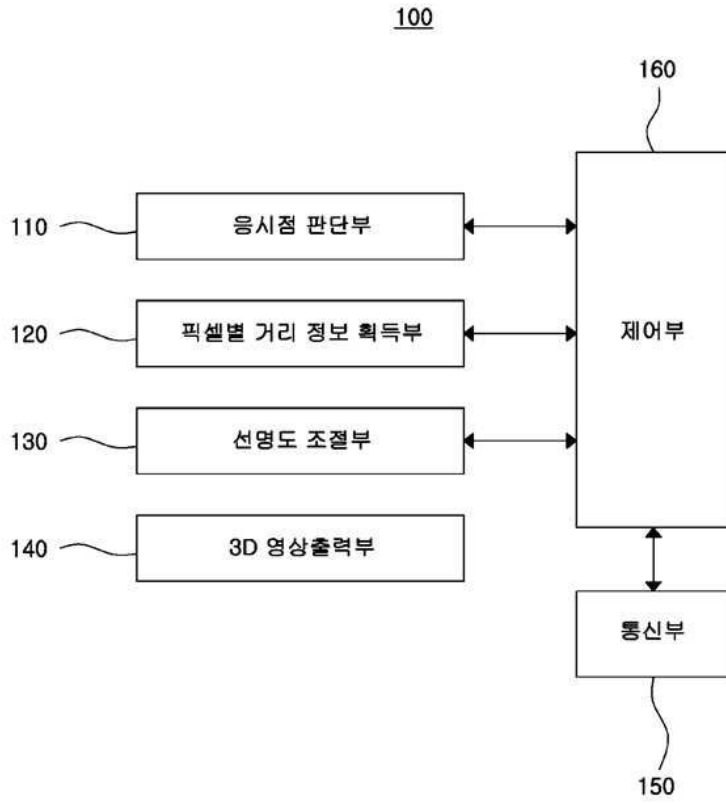 100
160
110
응시점 판단부
120
픽셀별 거리 정보 획득부
제어부
130
선명도 조절부
140
3D 영상출력부
통신부
150